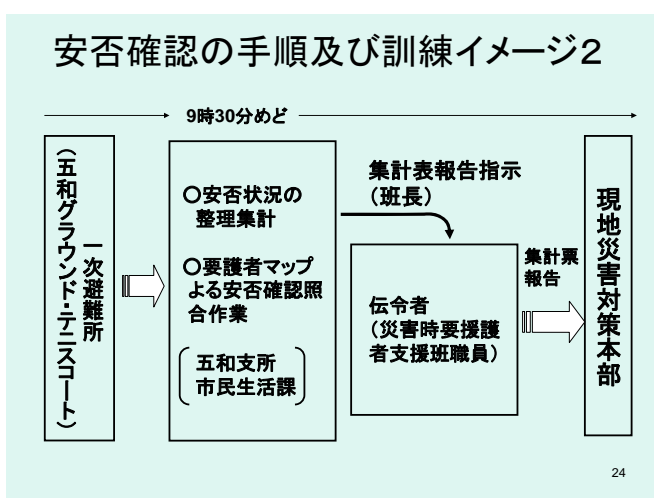 安否確認の手順及び訓練イメージ2
9時30分めど
一次避難所
（五和グラウンド・テニスコート）
○安否状況の
整理集計
○要護者マップ
よる安否確認照
合作業
五和支所
市民生活課
集計表報告指示
（班長）
伝令者
（災害時要援護
者支援班職員）
集計票
報告
現地災害対策本部
24